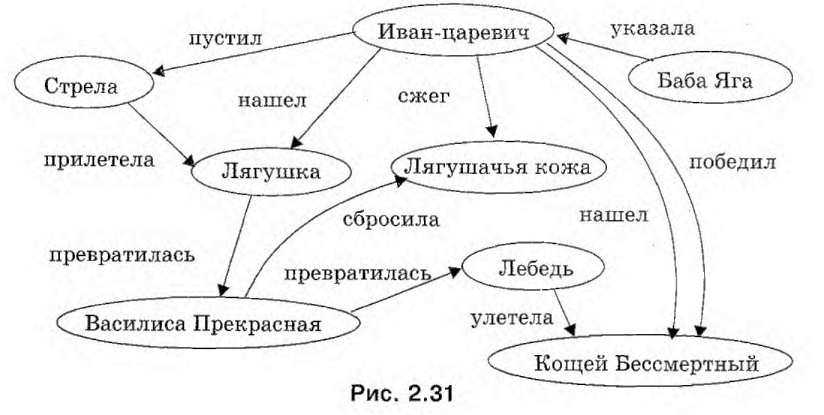 Иван-царевич
указала
пустил
Стрела
Баба Яга
нашел
сжег
прилетела
Лягушка
Лягушачья кожа
победил
сбросила
нашел
превратилась
превратилась
Лебедь
Василиса Прекрасная
улетела
Кощей Бессмертный
Рис. 2.31